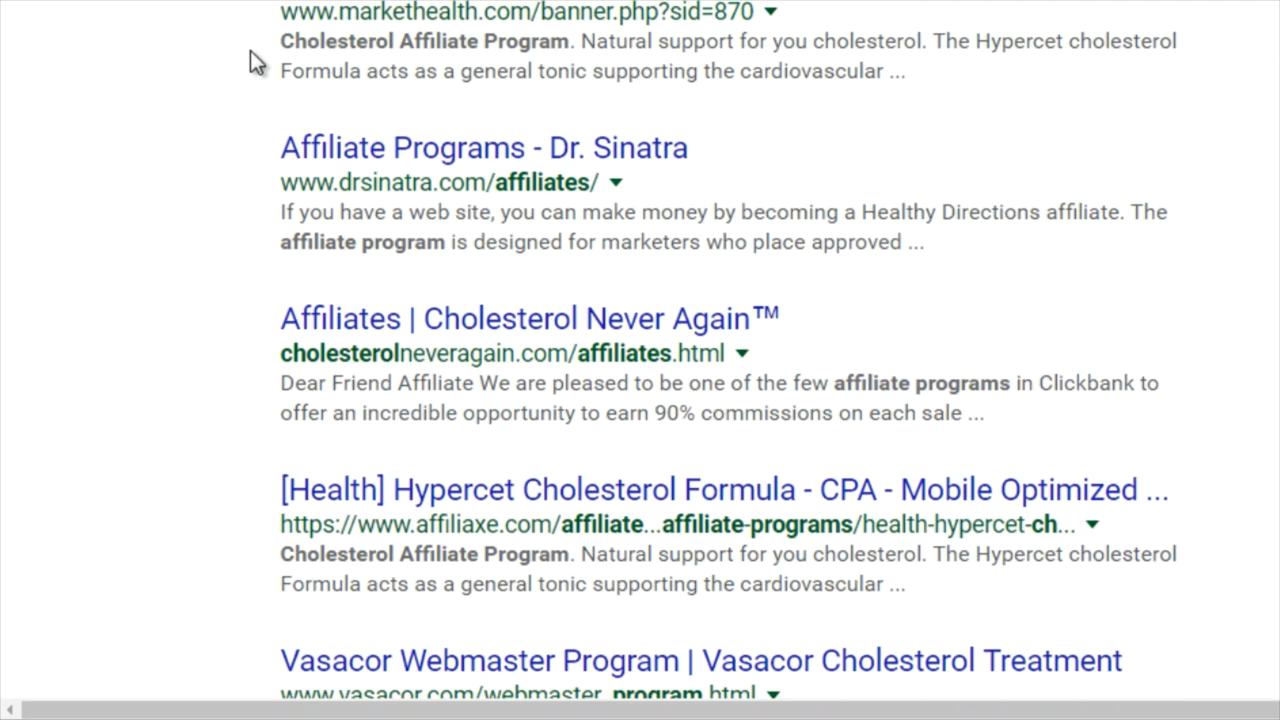 www.markethealth.com/banner.php?sid=870
Cholesterol Affiliate Program. Natural support for you cholesterol. The Hypercet cholesterol
Formula acts as a general tonic supporting the cardiovascular ...
Affiliate Programs - Dr. Sinatra
www.drsinatra.com/affiliates/
If you have a web site, you can make money by becoming a Healthy Directions affiliate. The
affiliate program is designed for marketers who place approved ...
Affiliates | Cholesterol Never Again™
cholesterolneveragain.com/affiliates.html
Dear Friend Affiliate We are pleased to be one of the few affiliate programs in Clickbank to
offer an incredible opportunity to earn 90% commissions on each sale ...
[Health] Hypercet Cholesterol Formula - CPA - Mobile Optimized ...
https://www.affiliaxe.com/affiliate...affiliate-programs/health-hypercet-ch...
Cholesterol Affiliate Program. Natural support for you cholesterol. The Hypercet cholesterol
Formula acts as a general tonic supporting the cardiovascular ...
Vasacor Webmaster Program | Vasacor Cholesterol Treatment
www.vasacor.com/webmaster_program.html